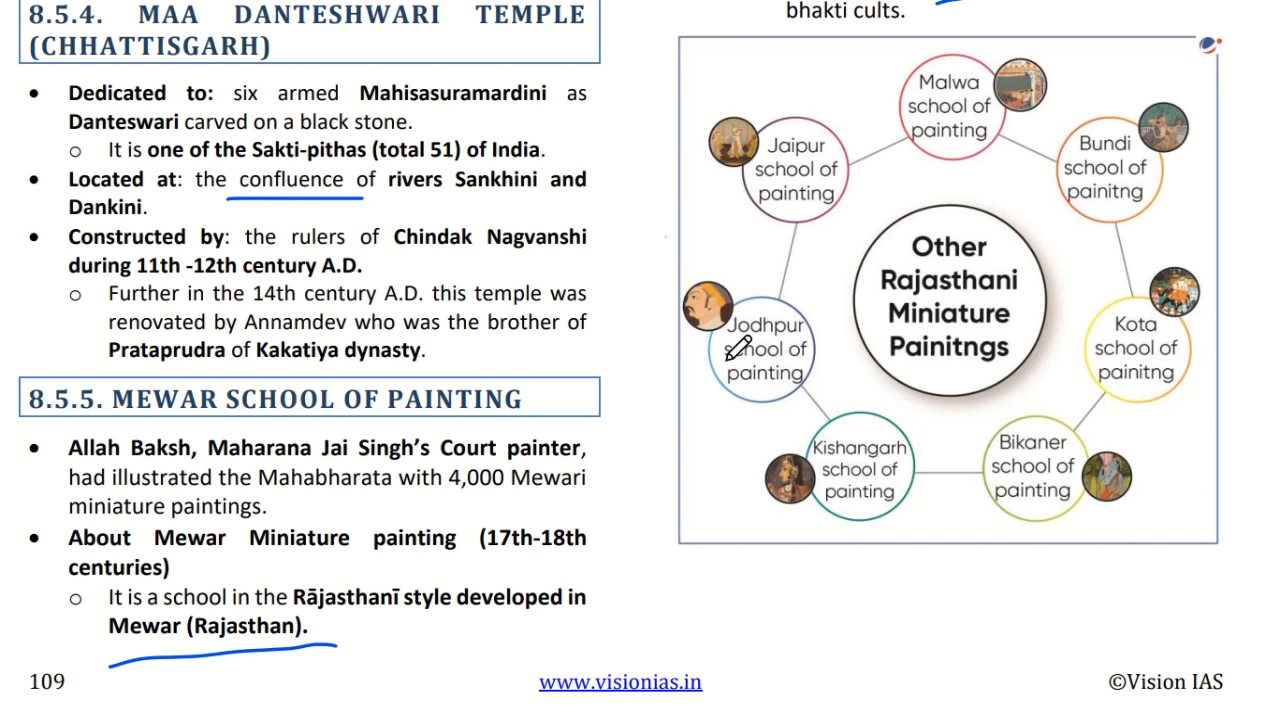 8.5.4. MAA DANTESHWARI TEMPLE
(CHHATTISGARH)
• Dedicated to: six armed Mahisasuramardini as
Danteswari carved on a black stone.
o It is one of the Sakti-pithas (total 51) of India.
• Located at: the confluence of rivers Sankhini and
Dankini.
• Constructed by: the rulers of Chindak Nagvanshi
during 11th -12th century A.D.
o Further in the 14th century A.D. this temple was
renovated by Annamdev who was the brother of
Prataprudra of Kakatiya dynasty.
8.5.5. MEWAR SCHOOL OF PAINTING
• Allah Baksh, Maharana Jai Singh’s Court painter,
had illustrated the Mahabharata with 4,000 Mewari
miniature paintings.
• About Mewar Miniature painting (17th-18th
centuries)
o It is a school in the Rājasthanī style developed in
Mewar (Rajasthan).
bhakti cults.
Malwa
school of
painting
Bundi
school of
painitng
Kota
school of
painitng
Bikaner
school of
painting
Kishangarh
school of
painting
Jodhpur
school of
painting
Jaipur
school of
painting
Other
Rajasthani
Miniature
Painitngs
109
www.visionias.in
©Vision IAS